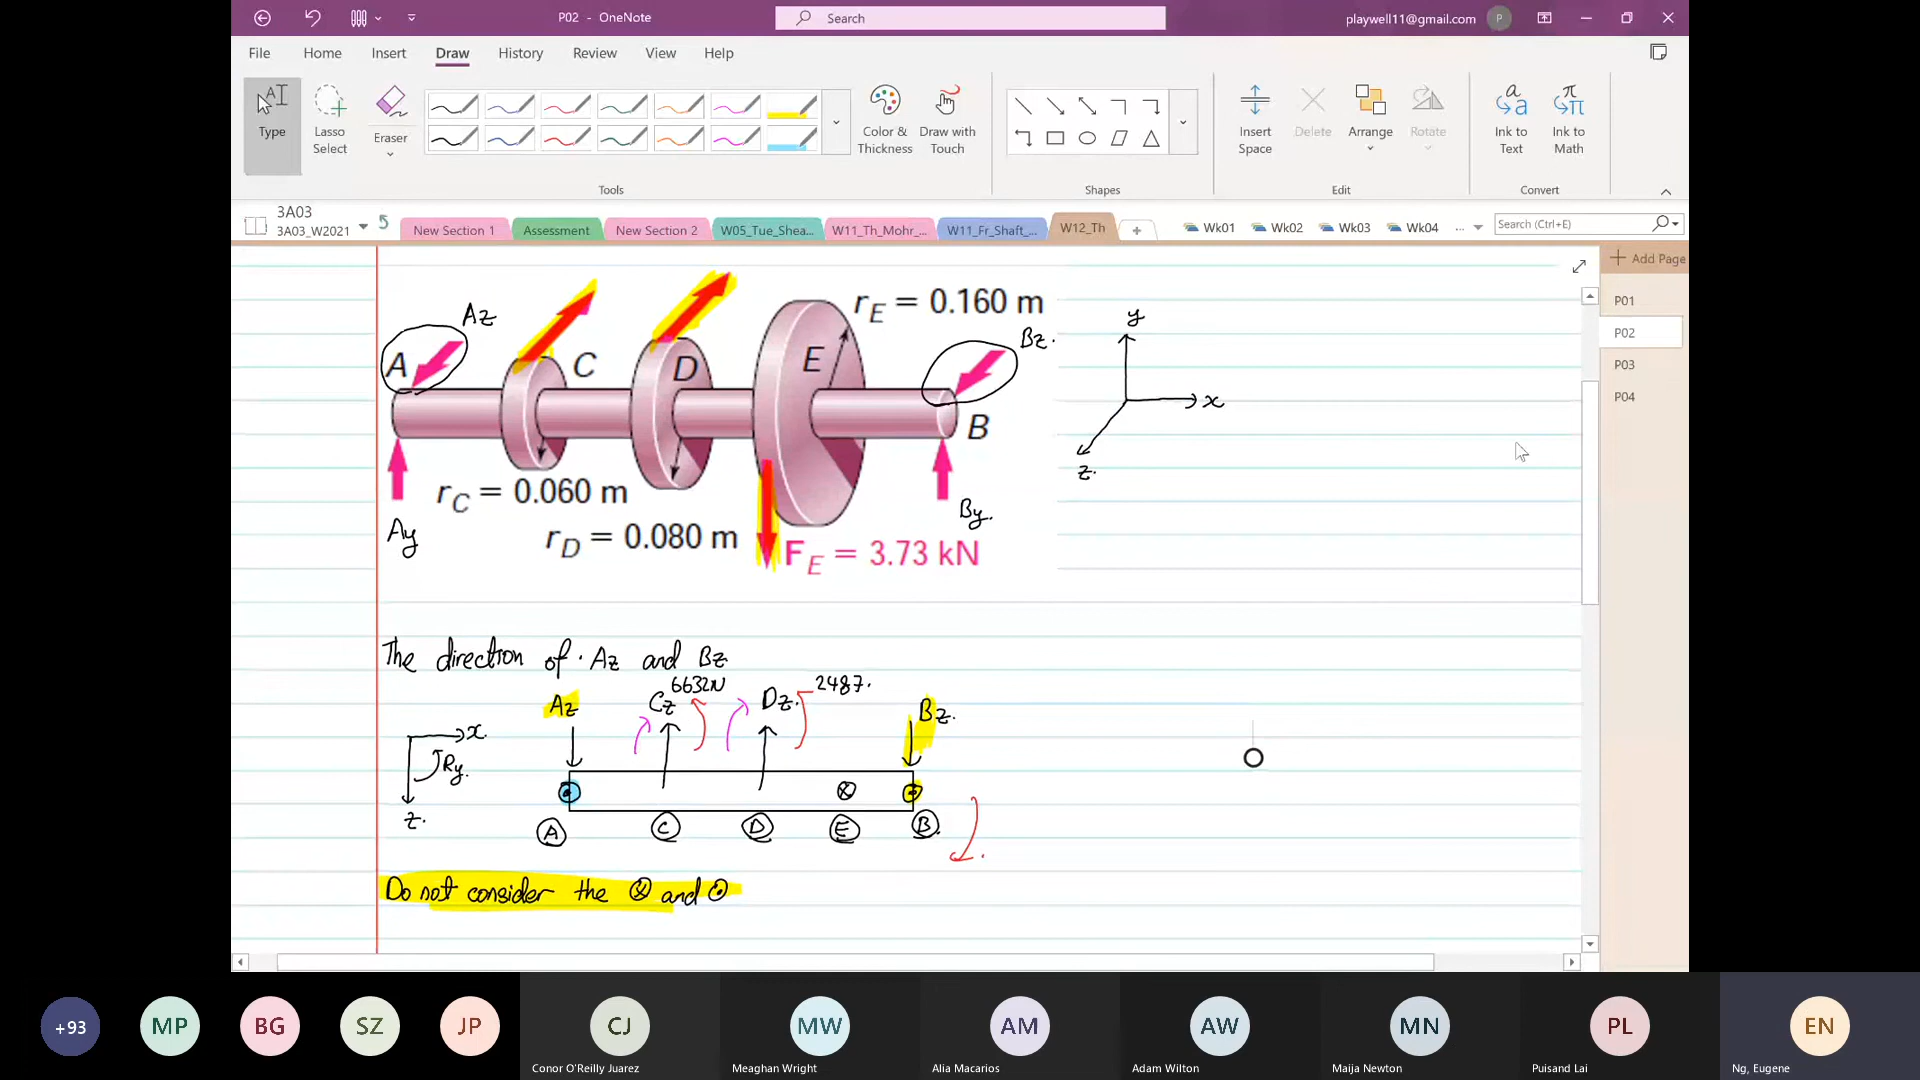 P02 - OneNote
Search
playwell11@gmail.com
P
File Home Insert Draw History Review View Help
Type
Lasso Select
Eraser
Color & Thickness
Draw with Touch
Insert Space
Delete
Arrange
Rotate
Ink to Text
Ink to Math
Tools
Shapes
Edit
Convert
3A03
3A03_W2021
New Section 1
Assessment
New Section 2
W05_Tue_Shea...
W11_Th_Mohr_...
W11_Fr_Shaft_...
W12_Th
+
Wk01
Wk02
Wk03
Wk04
...
Search (Ctrl+E)
Add Page
P01
P02
P03
P04
Az
A
C
D
E
rE = 0.160 m
Bz.
B
y
x
z.
rC = 0.060 m
Ay
rD = 0.080 m
By.
FE = 3.73 kN
The direction of Az and Bz
Az
Cz 6632N
Dz. 2487.
Bz.
x.
Ry.
z.
A
C
D
E
B.
Do not consider the ⊗ and ⊙
+93
MP
BG
SZ
JP
CJ
MW
AM
AW
MN
PL
EN
Conor O'Reilly Juarez
Meaghan Wright
Alia Macarios
Adam Wilton
Maija Newton
Puisand Lai
Ng, Eugene